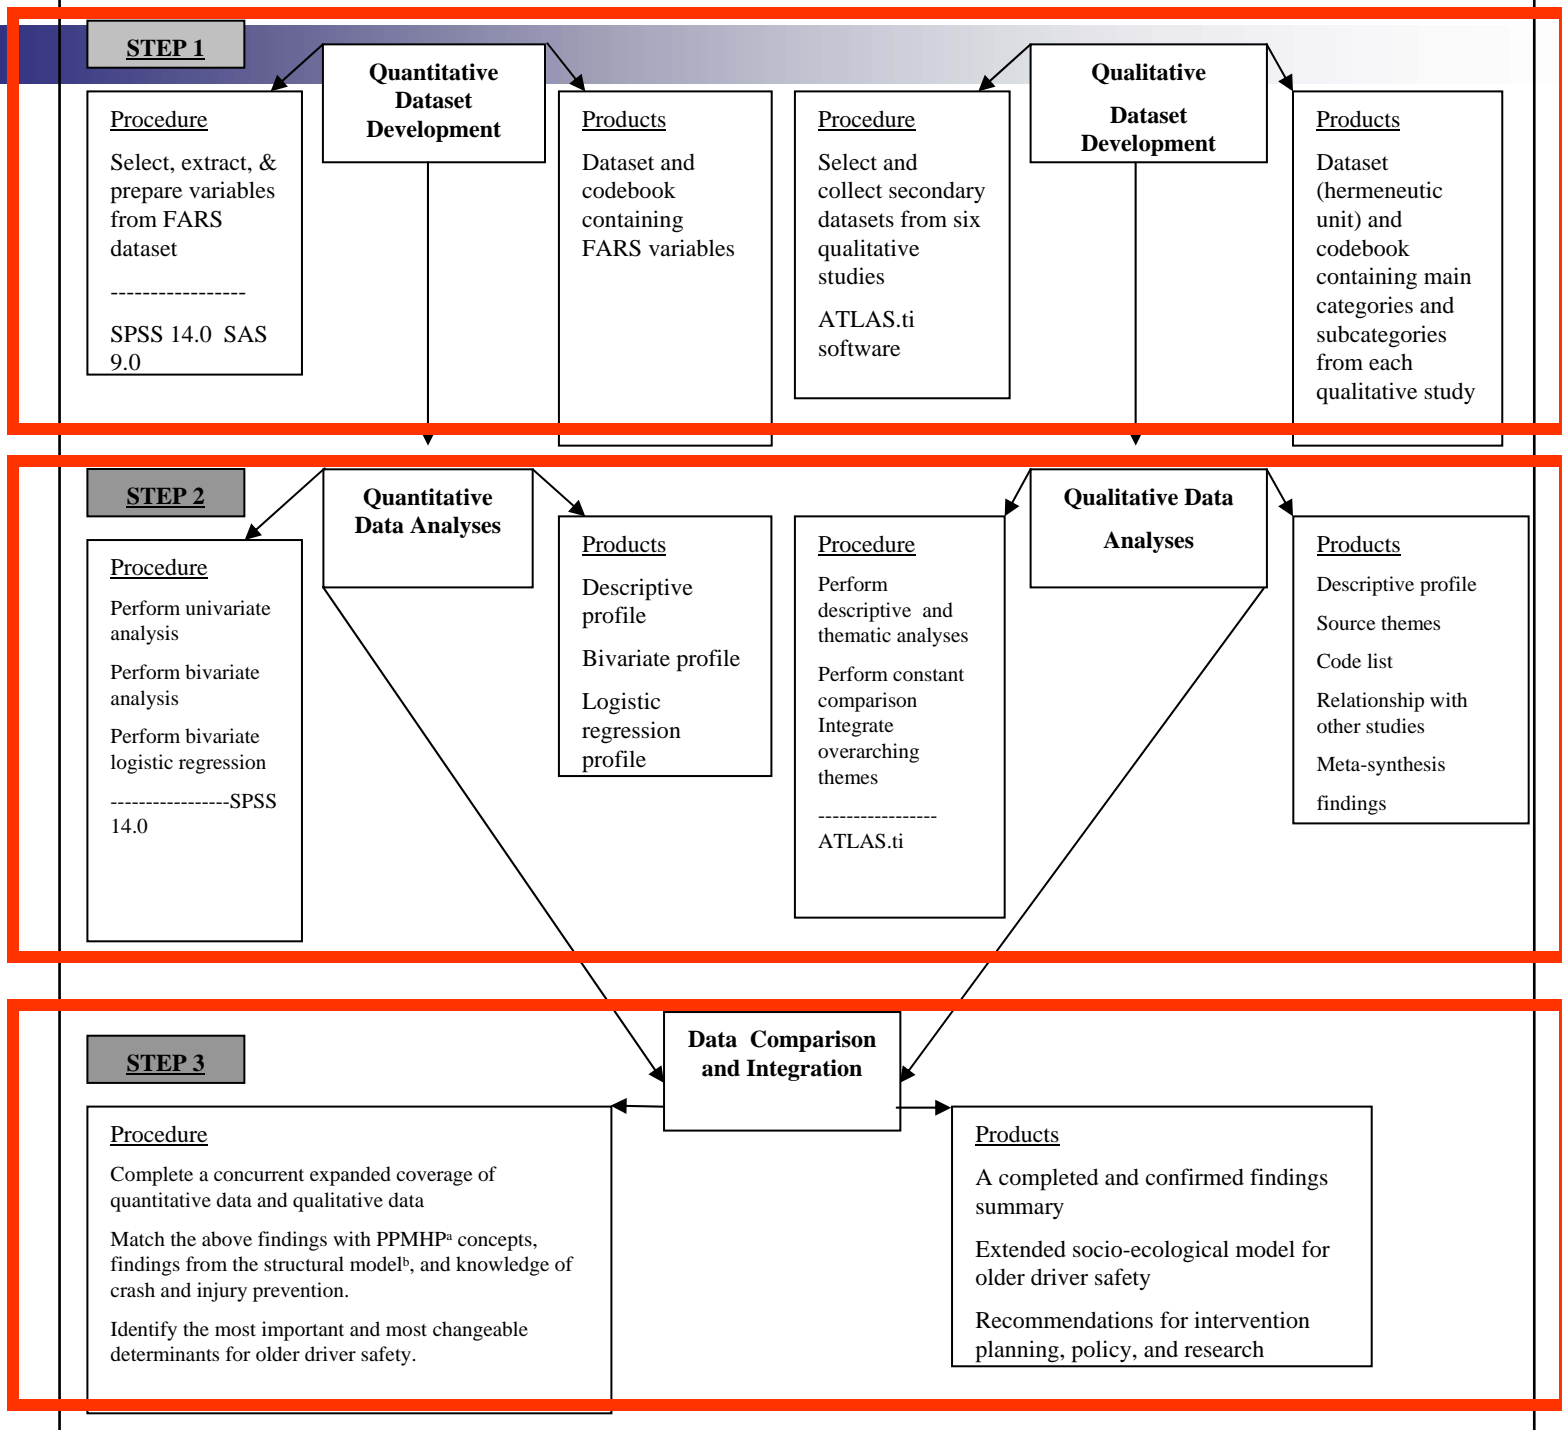 STEP 1
Quantitative
Dataset
Development
Procedure
Select, extract, &
prepare variables
from FARS
dataset
-----------------
SPSS 14.0  SAS
9.0
Products
Dataset and
codebook
containing
FARS variables
Qualitative
Dataset
Development
Procedure
Select and
collect secondary
datasets from six
qualitative
studies
ATLAS.ti
software
Products
Dataset
(hermeneutic
unit) and
codebook
containing main
categories and
subcategories
from each
qualitative study
STEP 2
Quantitative
Data Analyses
Procedure
Perform univariate
analysis
Perform bivariate
analysis
Perform bivariate
logistic regression
-----------------SPSS
14.0
Products
Descriptive
profile
Bivariate profile
Logistic
regression
profile
Qualitative Data
Analyses
Procedure
Perform
descriptive  and
thematic analyses
Perform constant
comparison
Integrate
overarching
themes
-----------------
ATLAS.ti
Products
Descriptive profile
Source themes
Code list
Relationship with
other studies
Meta-synthesis
findings
STEP 3
Data  Comparison
and Integration
Procedure
Complete a concurrent expanded coverage of
quantitative data and qualitative data
Match the above findings with PPMHPᵃ concepts,
findings from the structural modelᵇ, and knowledge of
crash and injury prevention.
Identify the most important and most changeable
determinants for older driver safety.
Products
A completed and confirmed findings
summary
Extended socio-ecological model for
older driver safety
Recommendations for intervention
planning, policy, and research